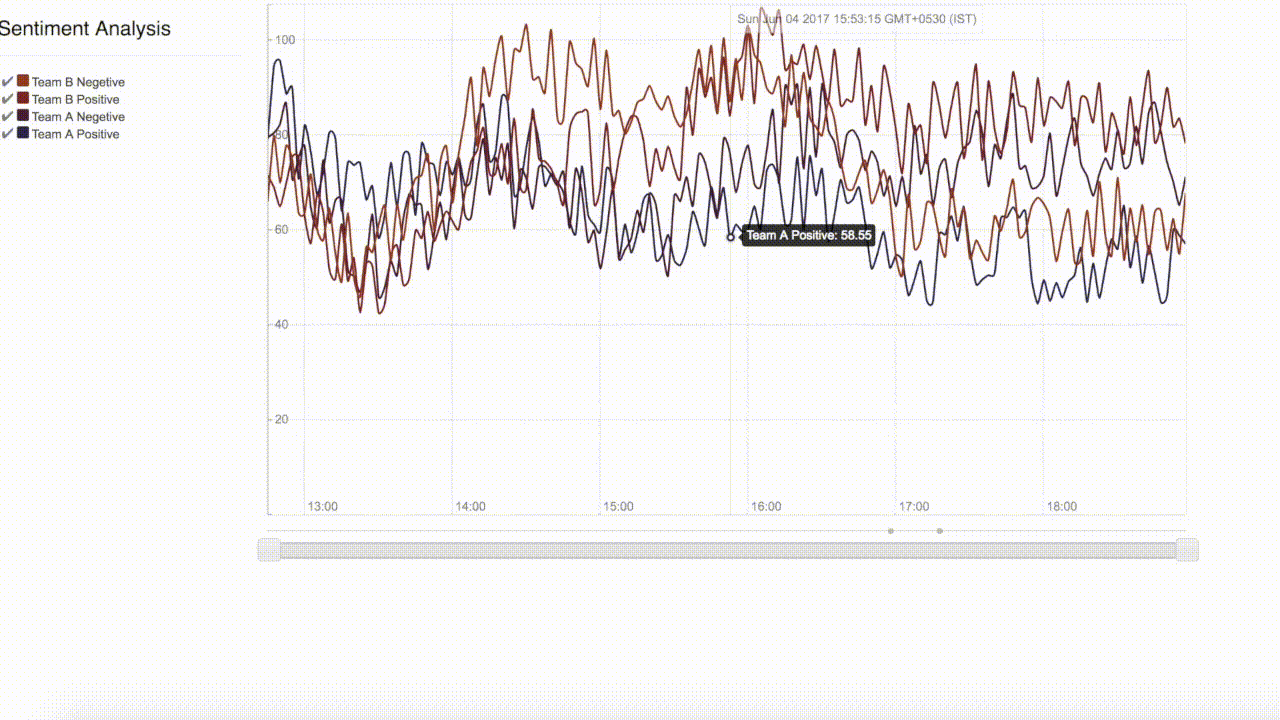 Sentiment Analysis
✔ Team B Negetive
✔ Team B Positive
✔ Team A Negetive
✔ Team A Positive
Sun Jun 04 2017 15:53:15 GMT+0530 (IST)
100
80
60
Team A Positive: 58.55
40
20
13:00 14:00 15:00 16:00 17:00 18:00